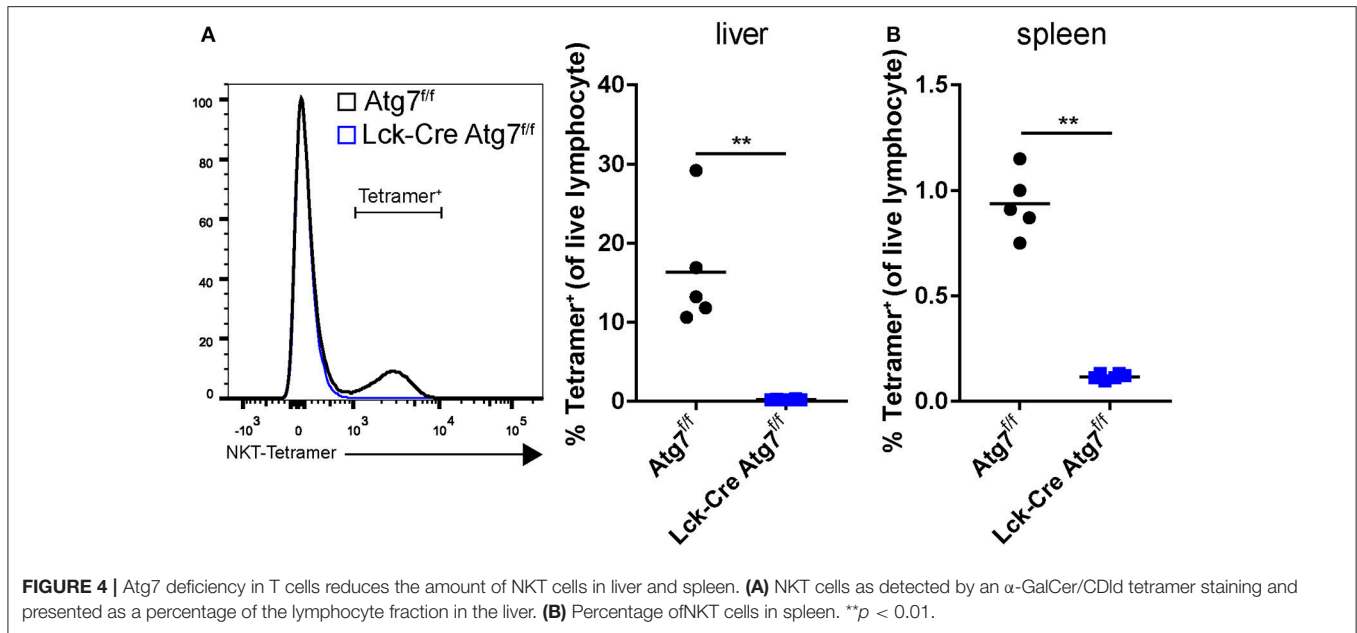 A
100
80
60
40
20
0
Atg7f/f
Lck-Cre Atg7f/f
Tetramer+
-10³ 0 10³ 10⁴ 10⁵
NKT-Tetramer
liver
% Tetramer+ (of live lymphocyte)
40
30
20
10
0
**
Atg7f/f
Lck-Cre Atg7f/f
B
spleen
% Tetramer+ (of live lymphocyte)
1.5
1.0
0.5
0.0
**
Atg7f/f
Lck-Cre Atg7f/f
FIGURE 4 | Atg7 deficiency in T cells reduces the amount of NKT cells in liver and spleen. (A) NKT cells as detected by an α-GalCer/CDld tetramer staining and
presented as a percentage of the lymphocyte fraction in the liver. (B) Percentage ofNKT cells in spleen. **p < 0.01.